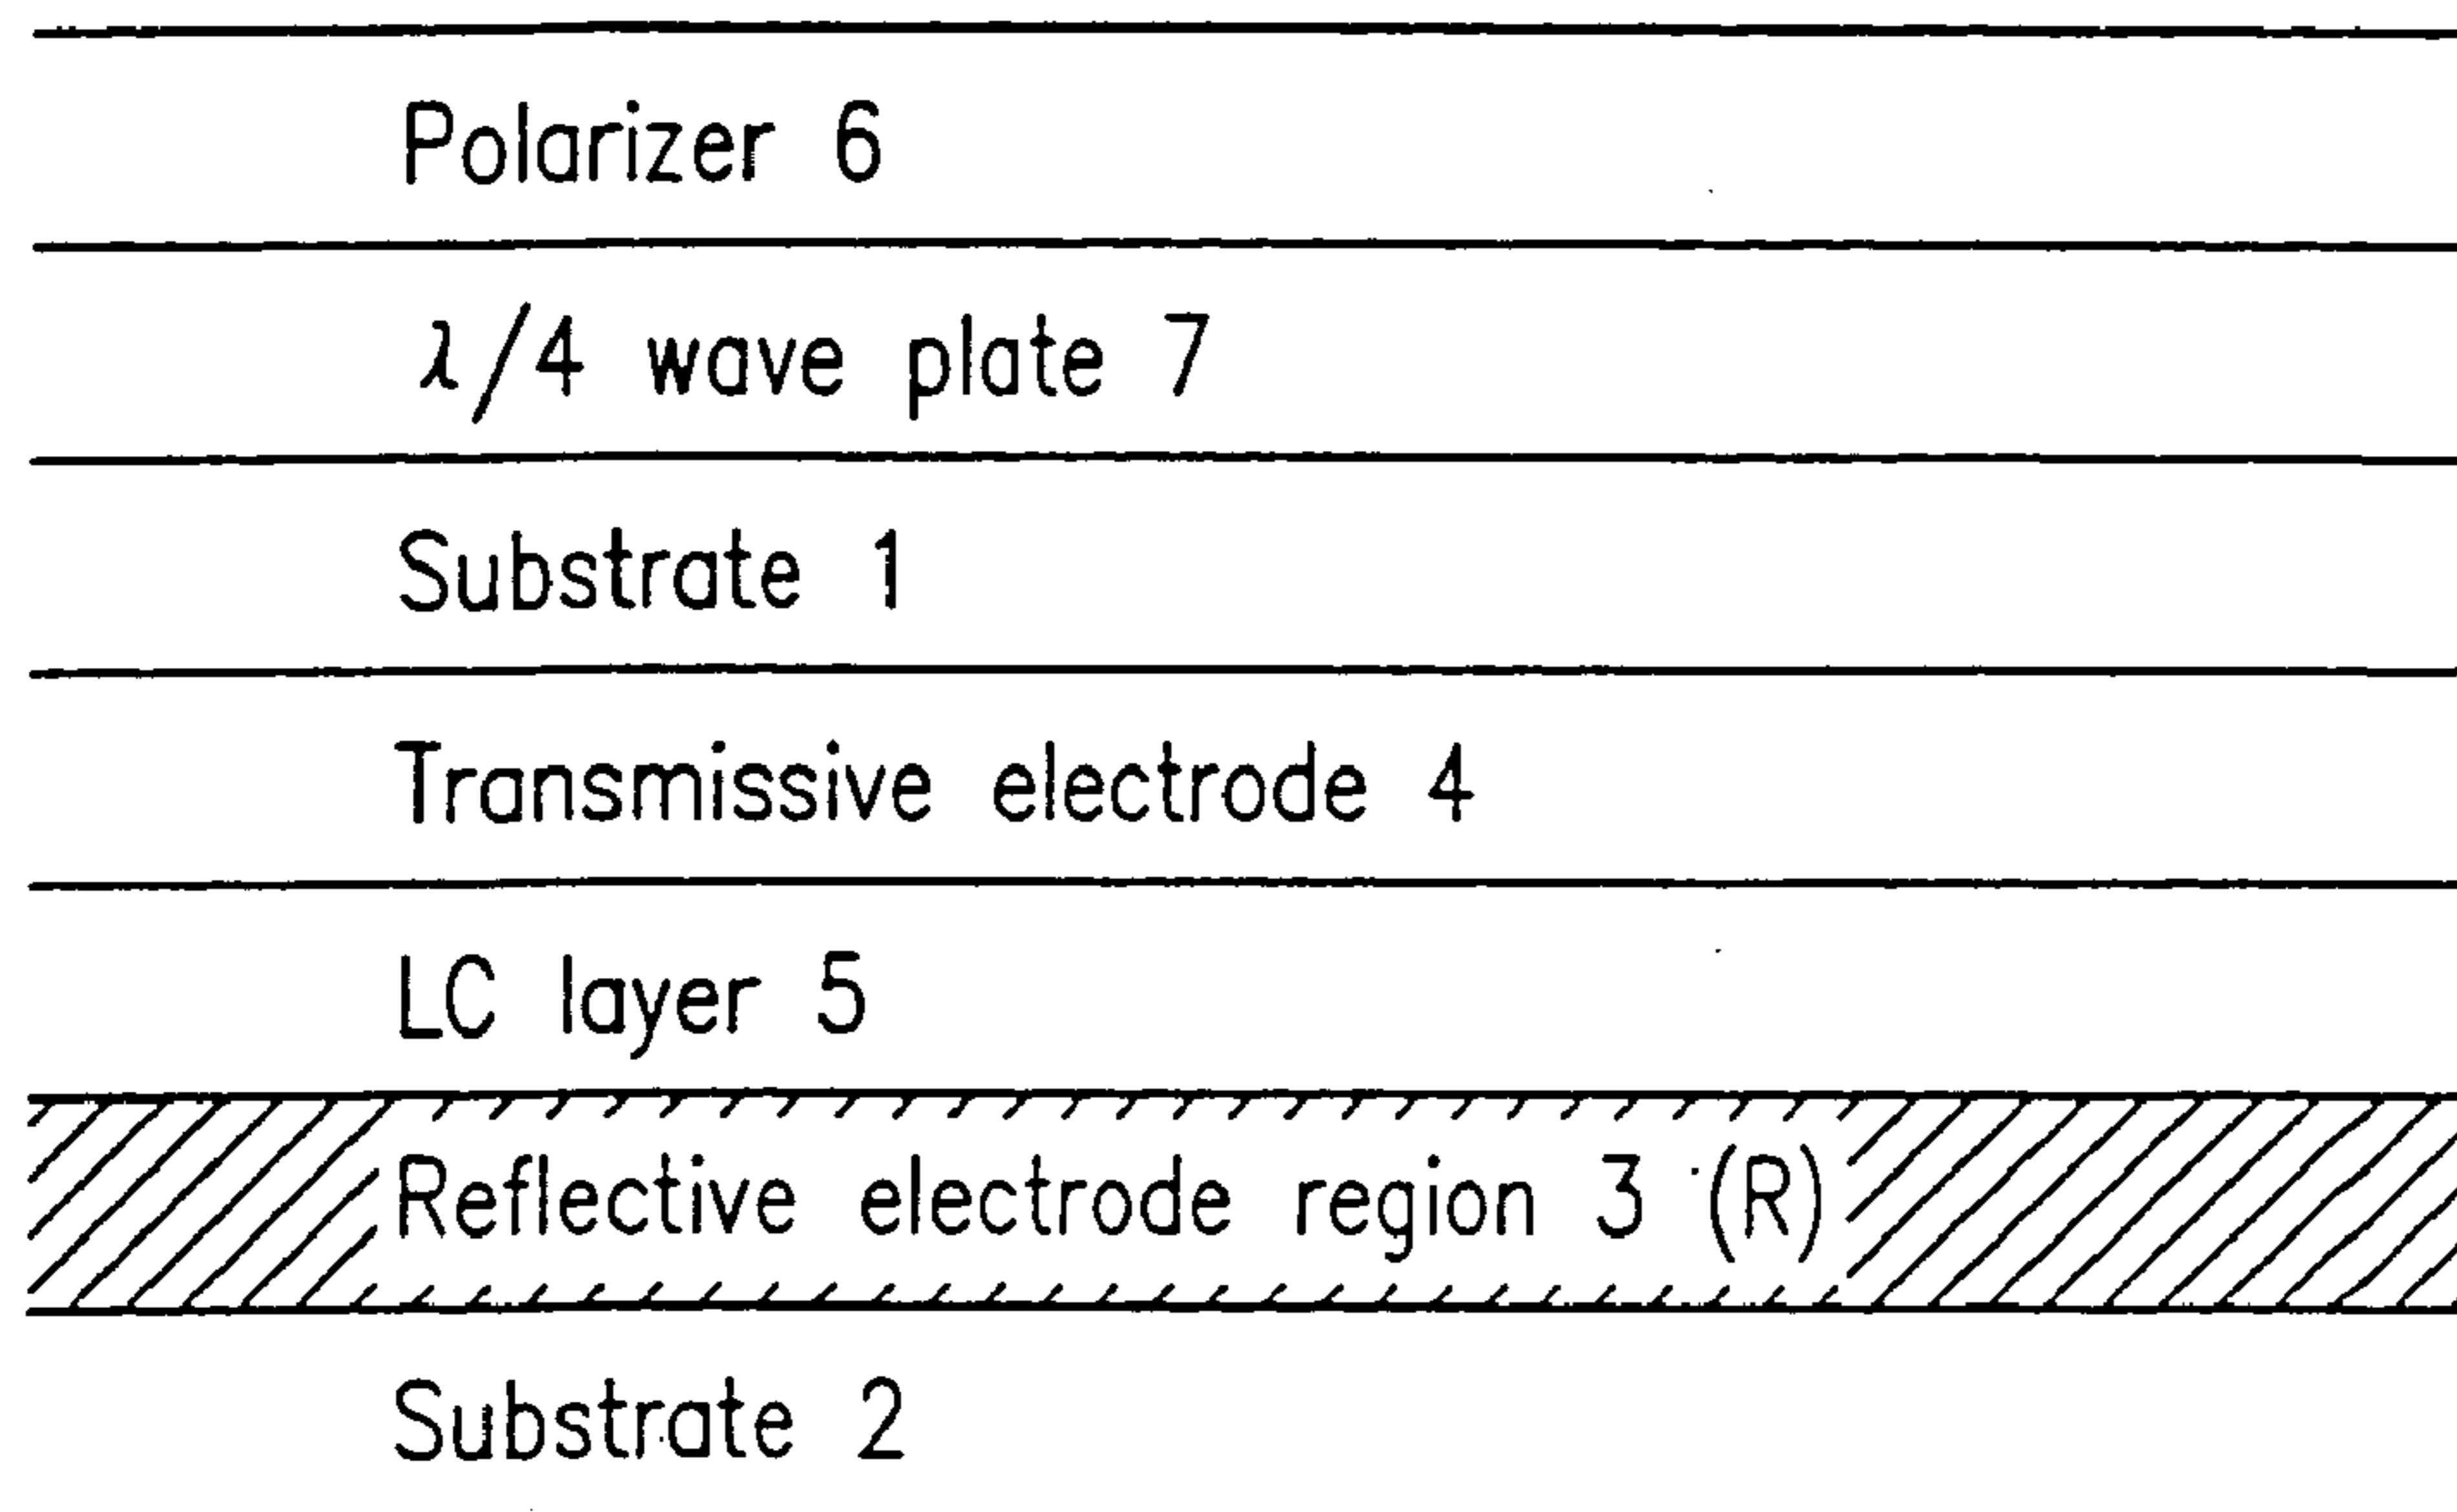 Polarizer 6
λ/4 wave plate 7
Substrate 1
Transmissive electrode 4
LC layer 5
Reflective electrode region 3 (R)
Substrate 2